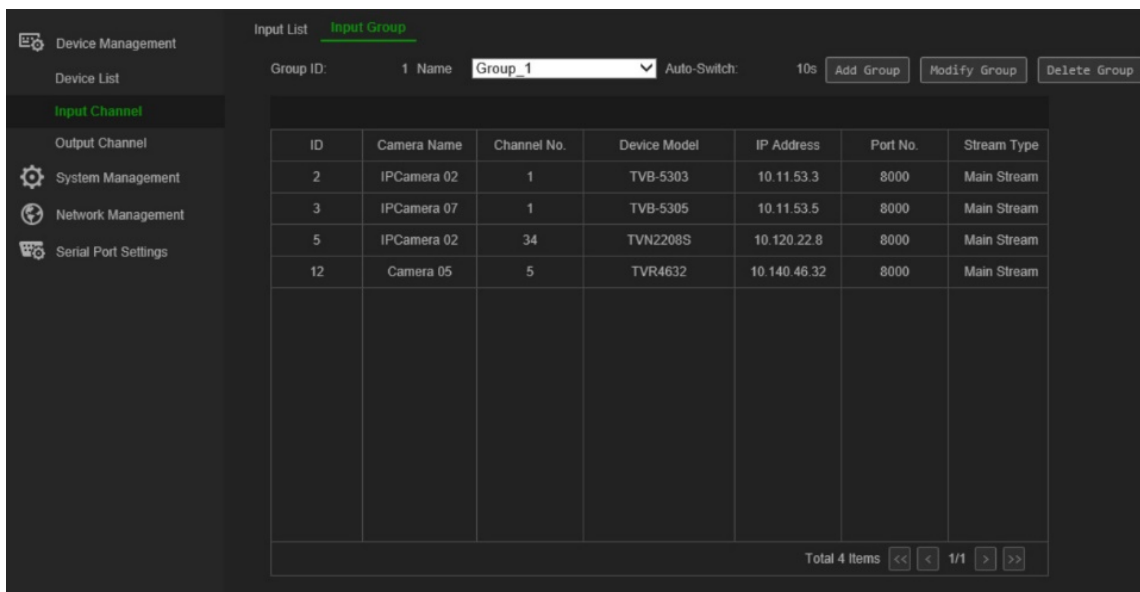 Device Management
Device List
Input Channel
Output Channel
System Management
Network Management
Serial Port Settings
Input List Input Group
Group ID: 1 Name Group_1 Auto-Switch: 10s Add Group Modify Group Delete Group
ID Camera Name Channel No. Device Model IP Address Port No. Stream Type
2 IPCamera 02 1 TVB-5303 10.11.53.3 8000 Main Stream
3 IPCamera 07 1 TVB-5305 10.11.53.5 8000 Main Stream
5 IPCamera 02 34 TVN2208S 10.120.22.8 8000 Main Stream
12 Camera 05 5 TVR4632 10.140.46.32 8000 Main Stream
Total 4 Items << < 1/1 > >>